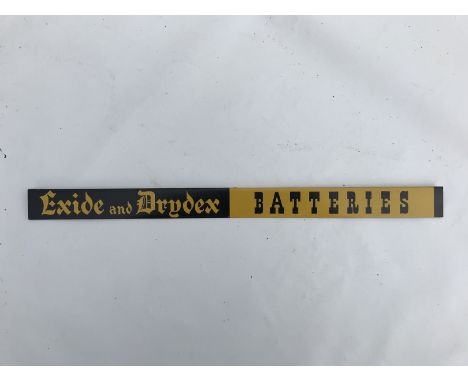 Exide and Drydex BATTERIES